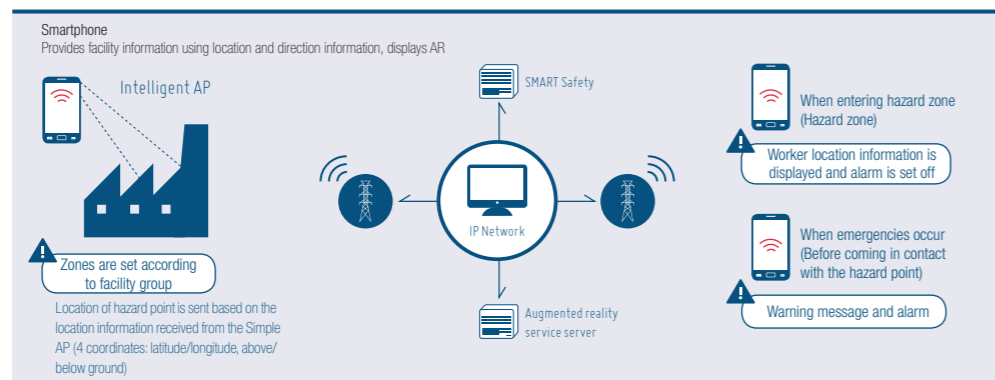 Smartphone
Provides facility information using location and direction information, displays AR
Intelligent AP
Zones are set according
to facility group
Location of hazard point is sent based on the
location information received from the Simple
AP (4 coordinates: latitude/longitude, above/
below ground)
SMART Safety
IP Network
Augmented reality
service server
When entering hazard zone
(Hazard zone)
Worker location information is
displayed and alarm is set off
When emergencies occur
(Before coming in contact
with the hazard point)
Warning message and alarm